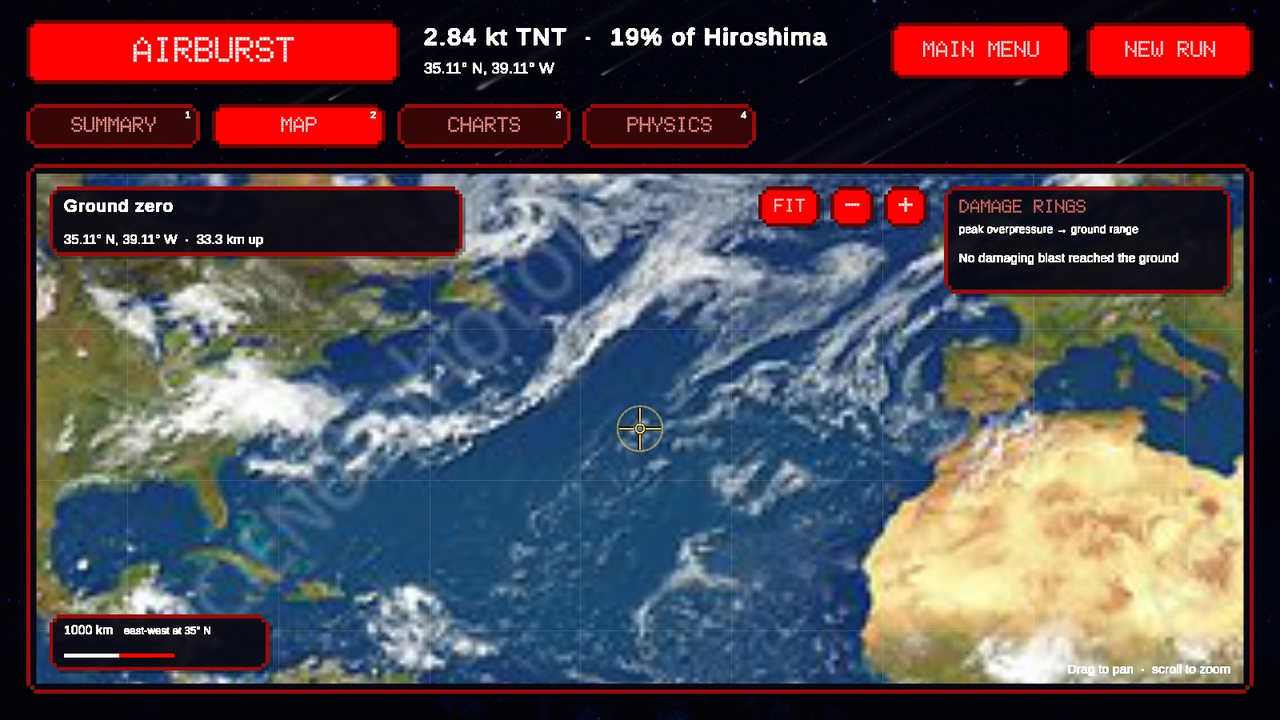 AIRBURST
2.84 kt TNT · 19% of Hiroshima
35.11° N, 39.11° W
MAIN MENU
NEW RUN
SUMMARY 1
MAP 2
CHARTS 3
PHYSICS 4
Ground zero
35.11° N, 39.11° W · 33.3 km up
FIT
−
+
DAMAGE RINGS
peak overpressure → ground range
No damaging blast reached the ground
1000 km east-west at 35° N
Drag to pan · scroll to zoom